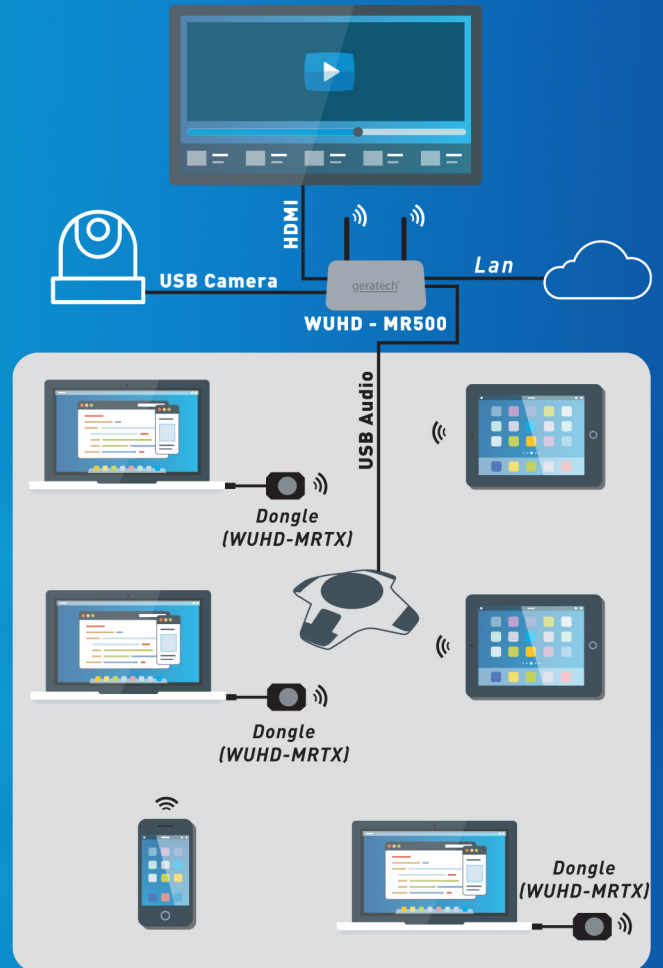 HDMI
USB Camera
Lan
geratech
WUHD - MR500
USB Audio
Dongle
(WUHD-MRTX)
Dongle
(WUHD-MRTX)
Dongle
(WUHD-MRTX)